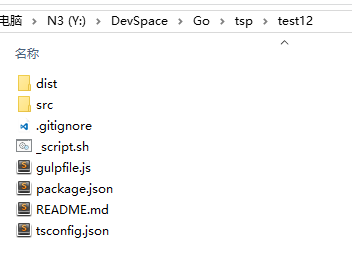 电脑 › N3 (Y:) › DevSpace › Go › tsp › test12
名称
dist
src
.gitignore
_script.sh
gulpfile.js
package.json
README.md
tsconfig.json